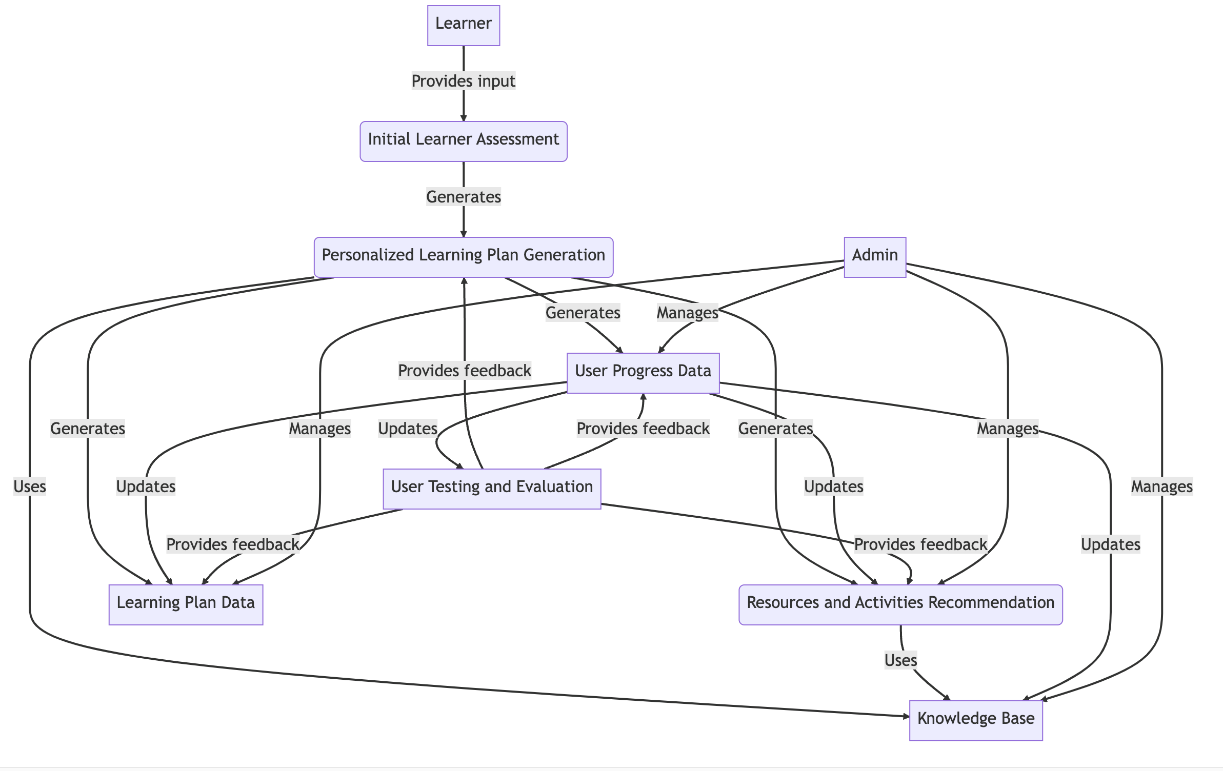 Learner
Provides input
Initial Learner Assessment
Generates
Personalized Learning Plan Generation
Admin
Generates
Manages
User Progress Data
Provides feedback
Generates
Manages
Updates
Provides feedback
Generates
Manages
Uses
Updates
User Testing and Evaluation
Updates
Manages
Provides feedback
Provides feedback
Updates
Learning Plan Data
Resources and Activities Recommendation
Uses
Knowledge Base